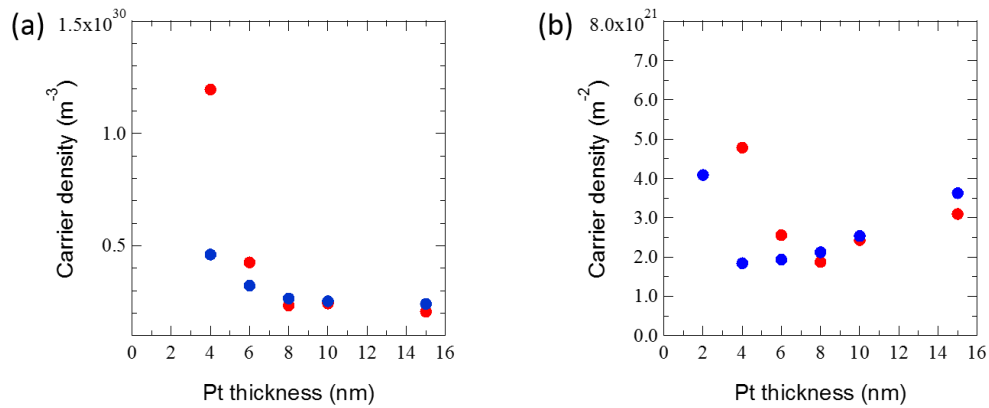 (a)
1.5x10^30
1.0
0.5
Carrier density (m^-3)
0 2 4 6 8 10 12 14 16
Pt thickness (nm)
(b)
8.0x10^21
7.0
6.0
5.0
4.0
3.0
2.0
1.0
0.0
Carrier density (m^-2)
0 2 4 6 8 10 12 14 16
Pt thickness (nm)